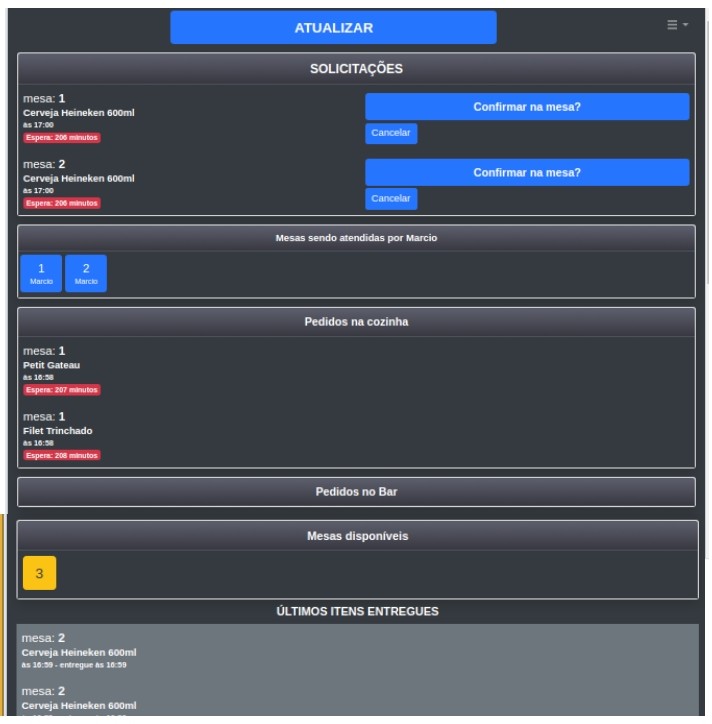 ATUALIZAR
SOLICITAÇÕES
mesa: 1
Cerveja Heineken 600ml
às 17:00
Espera: 206 minutos
Confirmar na mesa?
Cancelar
mesa: 2
Cerveja Heineken 600ml
às 17:00
Espera: 206 minutos
Confirmar na mesa?
Cancelar
Mesas sendo atendidas por Marcio
1
Marcio
2
Marcio
Pedidos na cozinha
mesa: 1
Petit Gateau
às 16:58
Espera: 207 minutos
mesa: 1
Filet Trinchado
às 16:58
Espera: 208 minutos
Pedidos no Bar
Mesas disponíveis
3
ÚLTIMOS ITENS ENTREGUES
mesa: 2
Cerveja Heineken 600ml
às 16:59 - entregue às 16:59
mesa: 2
Cerveja Heineken 600ml